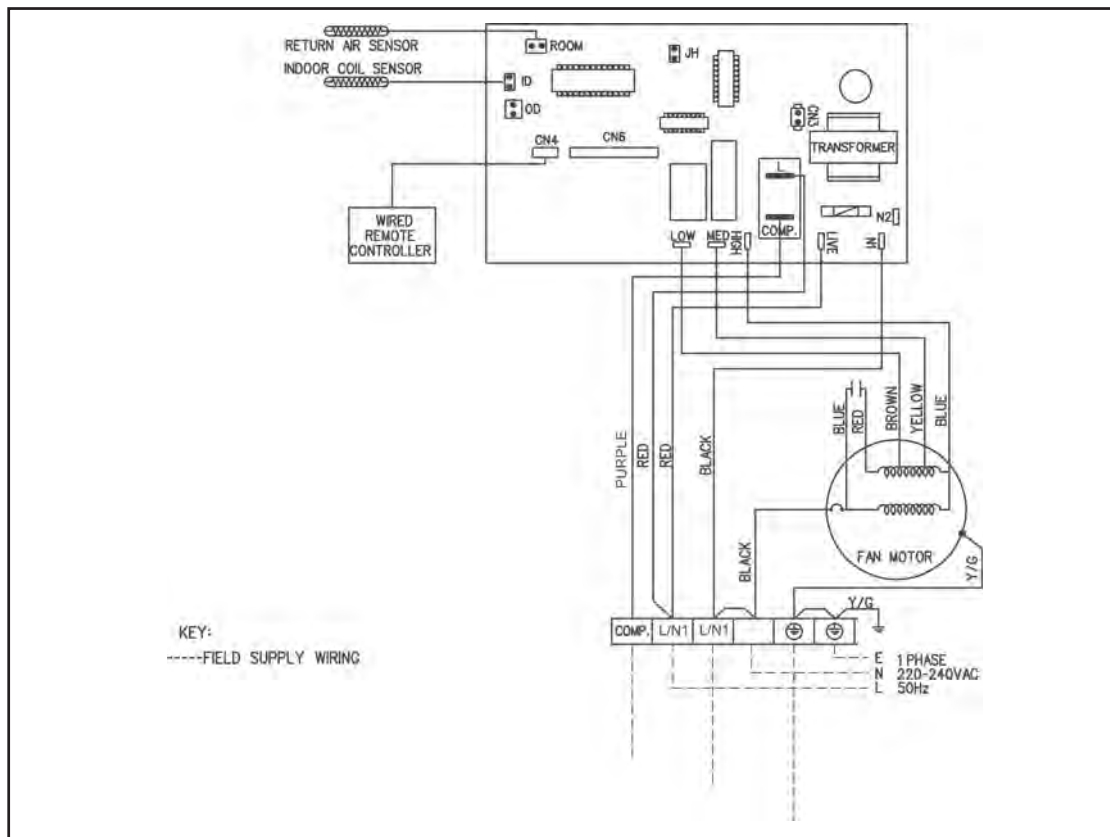 RETURN AIR SENSOR
ROOM
JH
INDOOR COIL SENSOR
ID
OD
CN3
CN4
CN6
L
TRANSFORMER
WIRED
REMOTE
CONTROLLER
LOW
MED
HIGH
COMP.
LIVE
N2
N1
PURPLE
RED
RED
BLACK
BLUE
RED
BROWN
YELLOW
BLUE
BLACK
FAN MOTOR
Y/G
Y/G
COMP.
L/N1
L/N1
KEY:
-----FIELD SUPPLY WIRING
E 1 PHASE
N 220-240VAC
L 50Hz